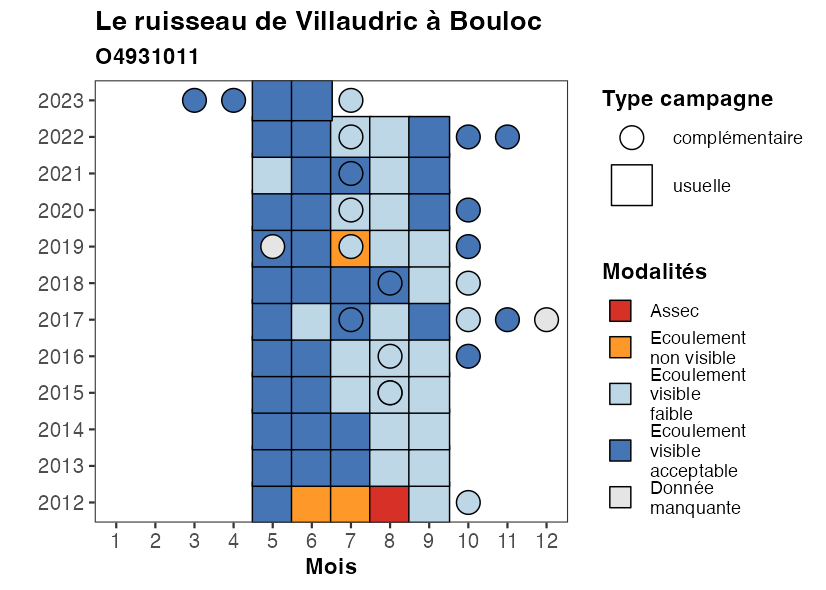 Le ruisseau de Villaudric à Bouloc
O4931011
2023
2022
2021
2020
2019
2018
2017
2016
2015
2014
2013
2012
1 2 3 4 5 6 7 8 9 10 11 12
Mois
Type campagne
complémentaire
usuelle
Modalités
Assec
Ecoulement
non visible
Ecoulement
visible
faible
Ecoulement
visible
acceptable
Donnée
manquante